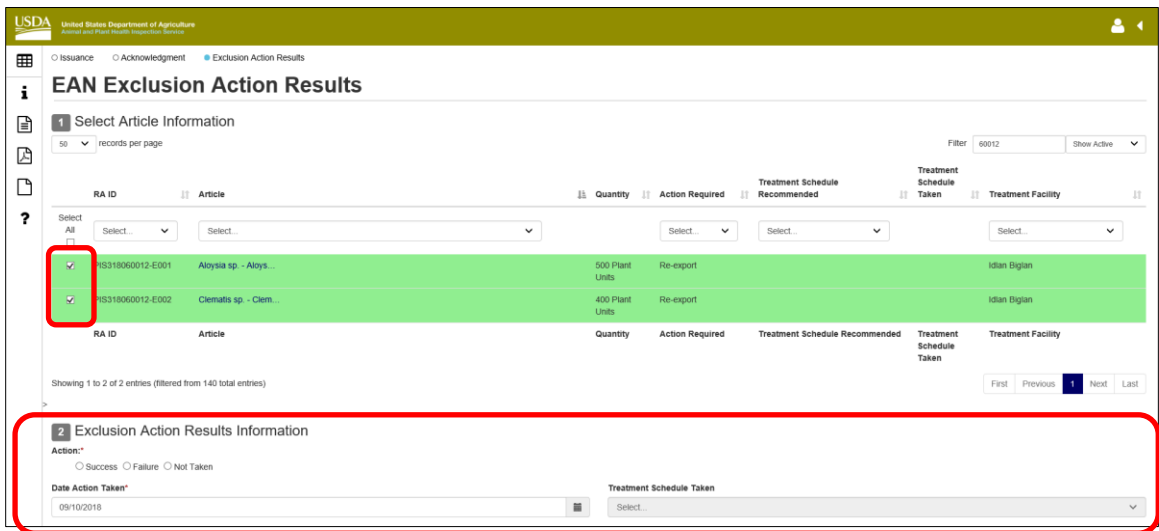 USDA United States Department of Agriculture
Animal and Plant Health Inspection Service
Issuance Acknowledgment Exclusion Action Results
EAN Exclusion Action Results
1 Select Article Information
50 records per page Filter 60012 Show Active
RA ID Article Quantity Action Required Treatment Schedule Recommended Treatment Schedule Taken Treatment Facility
Select All Select... Select... Select... Select... Select...
PIS318060012-E001 Aloysia sp. - Aloys... 500 Plant Units Re-export Idlan Biglan
PIS318060012-E002 Clematis sp. - Clem... 400 Plant Units Re-export Idlan Biglan
RA ID Article Quantity Action Required Treatment Schedule Recommended Treatment Schedule Taken Treatment Facility
Showing 1 to 2 of 2 entries (filtered from 140 total entries) First Previous 1 Next Last
>
2 Exclusion Action Results Information
Action:*
Success Failure Not Taken
Date Action Taken* Treatment Schedule Taken
09/10/2018 Select...